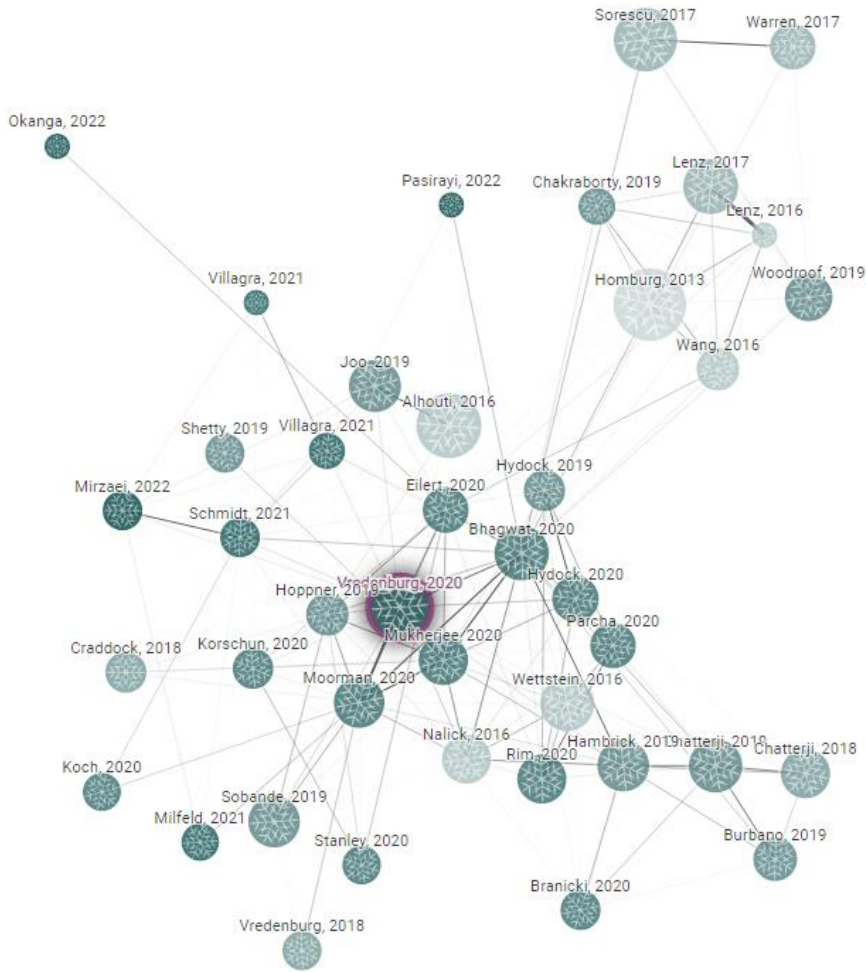 Sorescu, 2017
Warren, 2017
Okanga, 2022
Lenz, 2017
Pasirayi, 2022
Chakraborty, 2019
Lenz, 2016
Villagra, 2021
Homburg, 2013
Woodroof, 2019
Wang, 2016
Joo, 2019
Alhouti, 2016
Shetty, 2019
Villagra, 2021
Hydock, 2019
Mirzaei, 2022
Eilert, 2020
Schmidt, 2021
Bhagwat, 2020
Vredenburg, 2020
Hydock, 2020
Hoppner, 2019
Parcha, 2020
Mukherjee, 2020
Craddock, 2018
Korschun, 2020
Wettstein, 2016
Moorman, 2020
Nalick, 2016
Rim, 2020
Hambrick, 2019
Chatterji, 2018
Chatterji, 2018
Koch, 2020
Sobande, 2019
Milfeld, 2021
Stanley, 2020
Burbano, 2019
Branicki, 2020
Vredenburg, 2018